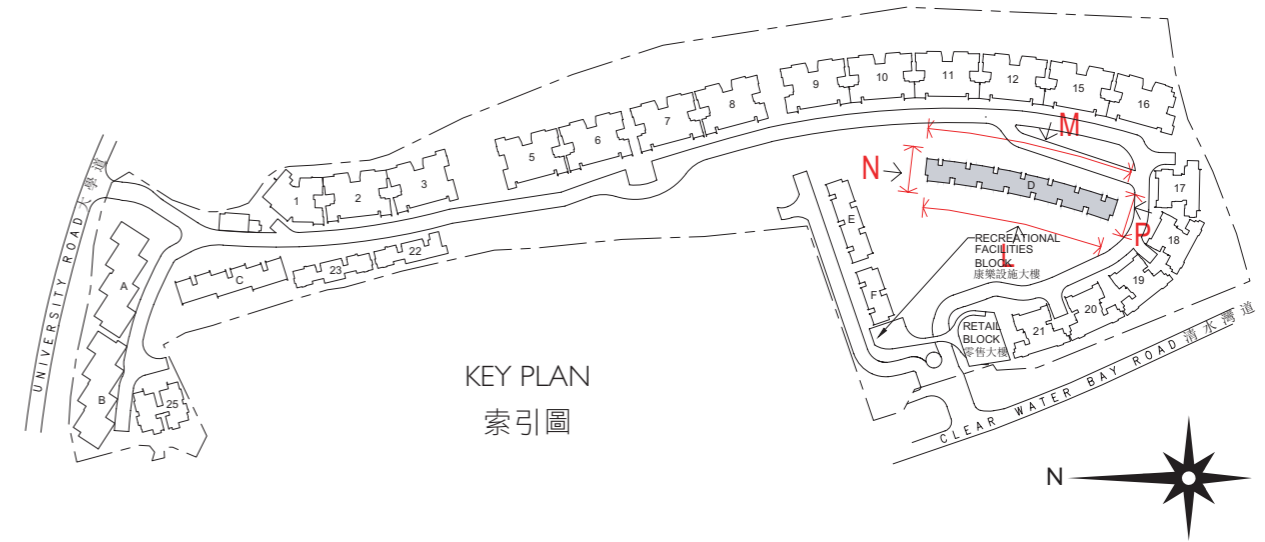 1
2
3
5
6
7
8
9
10
11
12
15
16
M
N
D
17
P
18
E
L
RECREATIONAL
FACILITIES
BLOCK
康樂設施大樓
19
F
20
21
RETAIL
BLOCK
零售大樓
22
23
C
A
B
25
UNIVERSITY ROAD 大學道
CLEAR WATER BAY ROAD 清水灣道
KEY PLAN
索引圖
N